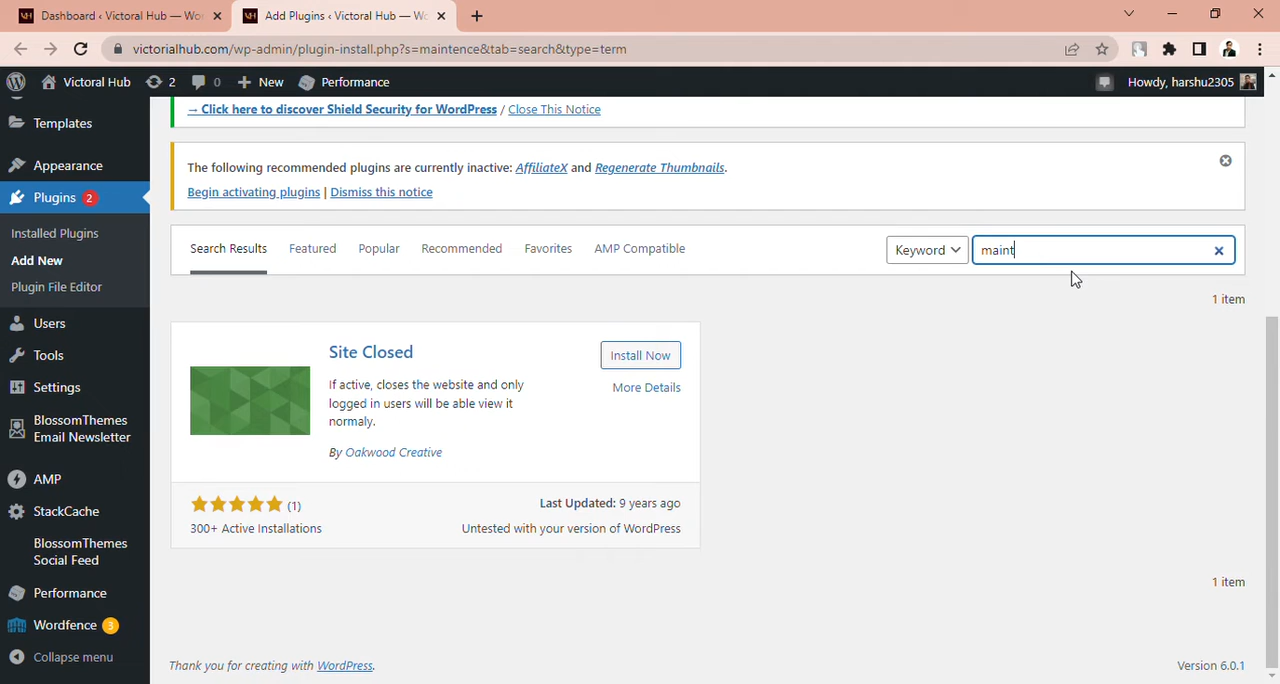 Dashboard ‹ Victoral Hub — Wo
Add Plugins ‹ Victoral Hub — Wo
victorialhub.com/wp-admin/plugin-install.php?s=maintence&tab=search&type=term
Victoral Hub
2
0
New
Performance
Howdy, harshu2305
Templates
Appearance
Plugins 2
Installed Plugins
Add New
Plugin File Editor
Users
Tools
Settings
BlossomThemes
Email Newsletter
AMP
StackCache
BlossomThemes
Social Feed
Performance
Wordfence 3
Collapse menu
→ Click here to discover Shield Security for WordPress / Close This Notice
The following recommended plugins are currently inactive: AffiliateX and Regenerate Thumbnails.
Begin activating plugins | Dismiss this notice
Search Results
Featured
Popular
Recommended
Favorites
AMP Compatible
Keyword
maint
1 item
Site Closed
Install Now
More Details
If active, closes the website and only
logged in users will be able view it
normaly.
By Oakwood Creative
(1)
Last Updated: 9 years ago
300+ Active Installations
Untested with your version of WordPress
1 item
Thank you for creating with WordPress.
Version 6.0.1